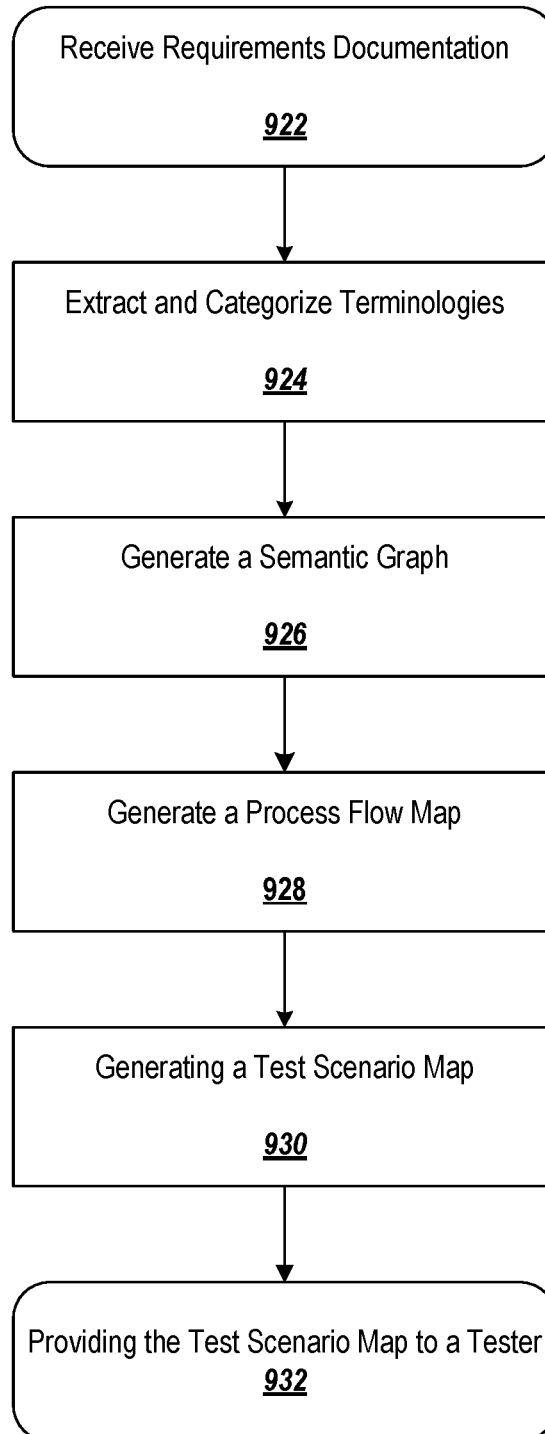 Receive Requirements Documentation
922
Extract and Categorize Terminologies
924
Generate a Semantic Graph
926
Generate a Process Flow Map
928
Generating a Test Scenario Map
930
Providing the Test Scenario Map to a Tester
932